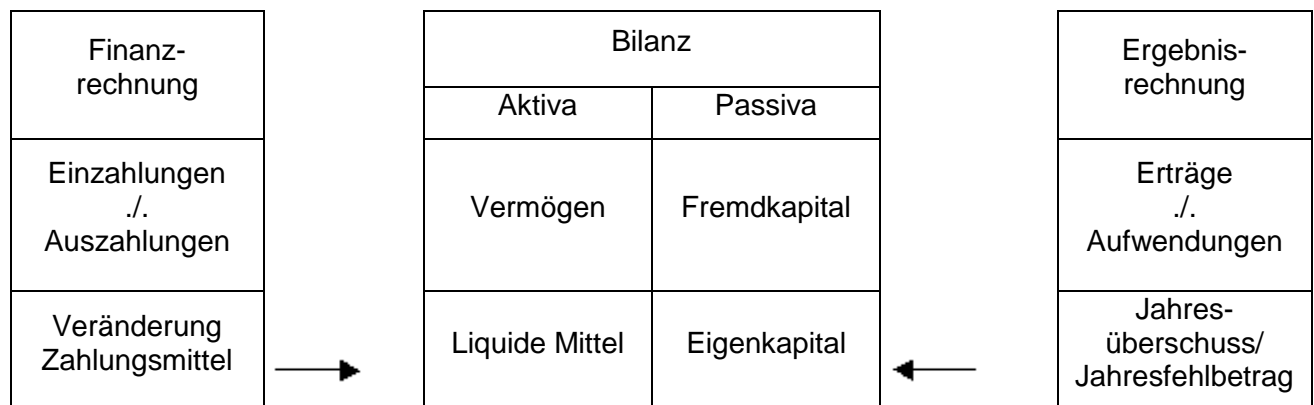 Finanz-
rechnung
Einzahlungen
./.
Auszahlungen
Veränderung
Zahlungsmittel
Bilanz
Aktiva
Passiva
Vermögen
Fremdkapital
Liquide Mittel
Eigenkapital
Ergebnis-
rechnung
Erträge
./.
Aufwendungen
Jahres-
überschuss/
Jahresfehlbetrag